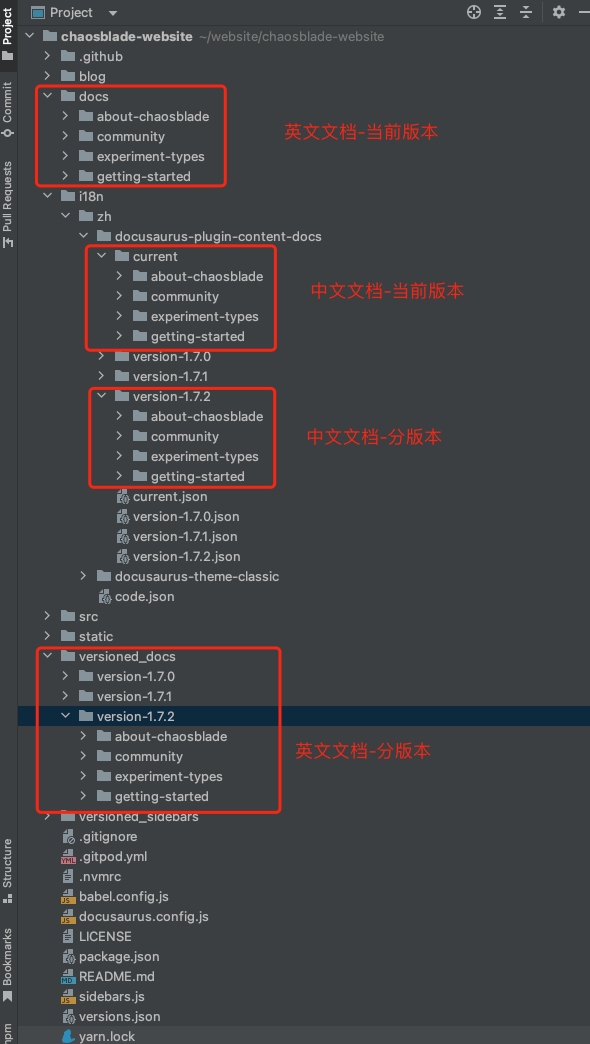 Project
chaosblade-website ~/website/chaosblade-website
.github
blog
docs
about-chaosblade
community
experiment-types
getting-started
英文文档-当前版本
i18n
zh
docusaurus-plugin-content-docs
current
about-chaosblade
community
experiment-types
getting-started
中文文档-当前版本
version-1.7.0
version-1.7.1
version-1.7.2
about-chaosblade
community
experiment-types
getting-started
中文文档-分版本
current.json
version-1.7.0.json
version-1.7.1.json
version-1.7.2.json
docusaurus-theme-classic
code.json
src
static
versioned_docs
version-1.7.0
version-1.7.1
version-1.7.2
about-chaosblade
community
experiment-types
getting-started
英文文档-分版本
versioned_sidebars
.gitignore
.gitpod.yml
.nvmrc
babel.config.js
docusaurus.config.js
LICENSE
package.json
README.md
sidebars.js
versions.json
yarn.lock
Project
Commit
Pull Requests
Structure
Bookmarks
npm